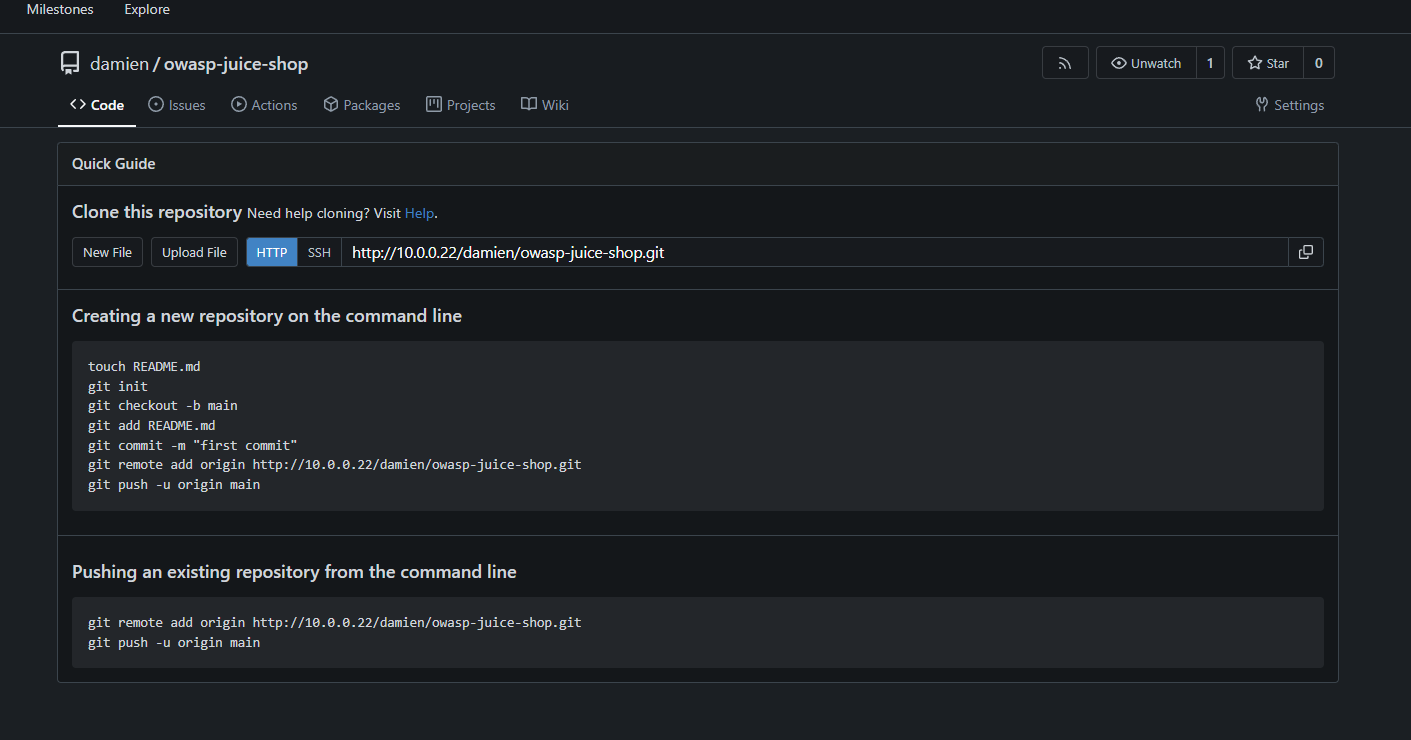 Milestones Explore
damien / owasp-juice-shop Unwatch 1 Star 0
Code Issues Actions Packages Projects Wiki Settings
Quick Guide
Clone this repository Need help cloning? Visit Help.
New File Upload File HTTP SSH http://10.0.0.22/damien/owasp-juice-shop.git
Creating a new repository on the command line
touch README.md
git init
git checkout -b main
git add README.md
git commit -m "first commit"
git remote add origin http://10.0.0.22/damien/owasp-juice-shop.git
git push -u origin main
Pushing an existing repository from the command line
git remote add origin http://10.0.0.22/damien/owasp-juice-shop.git
git push -u origin main